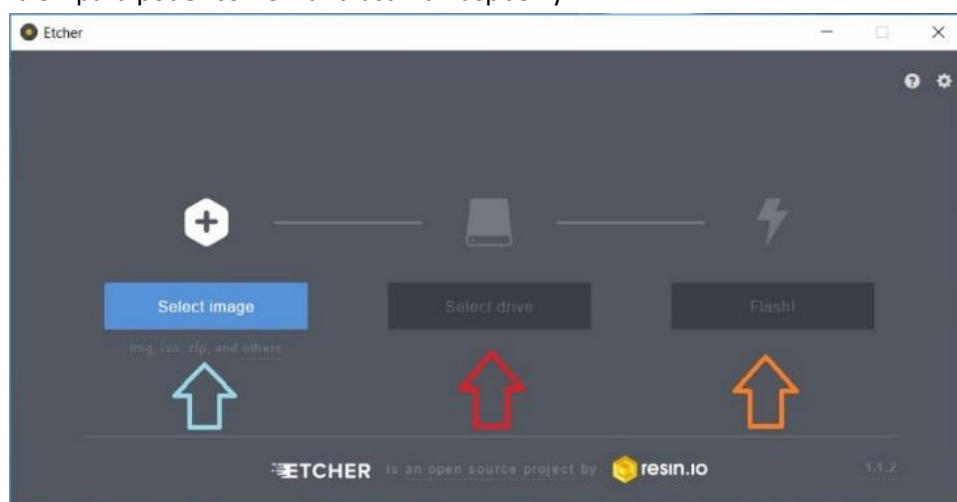 Etcher
Select image
Select drive
Flash!
img, iso, zip, and others
ETCHER is an open source project by resin.io
1.1.2